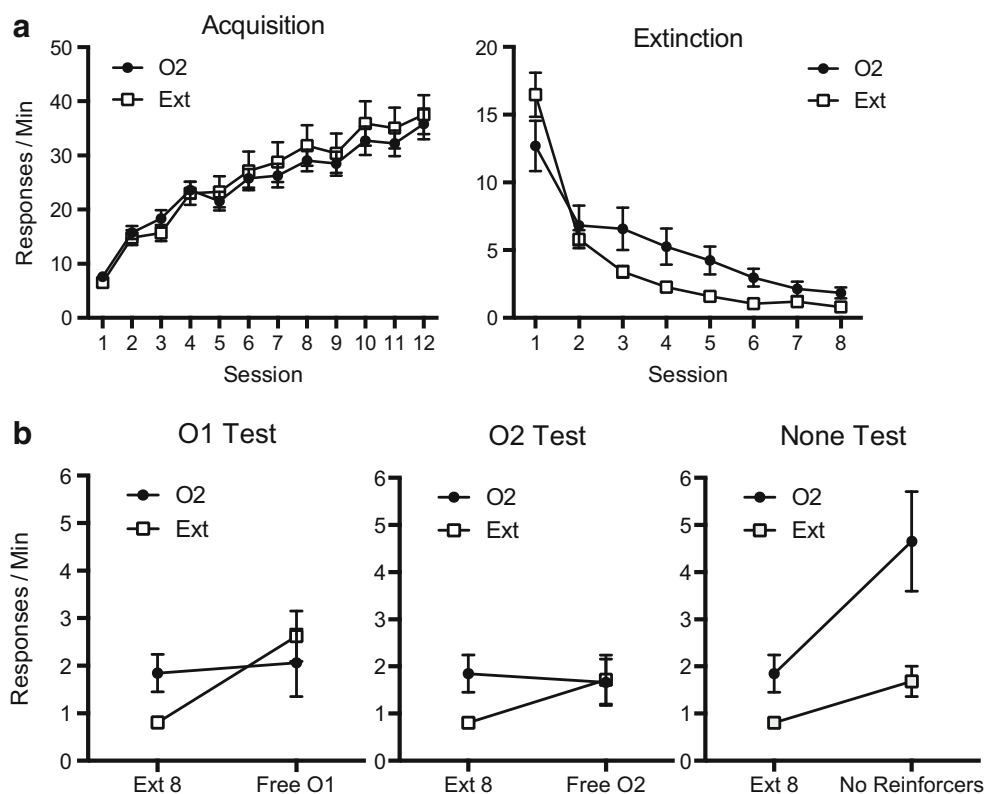 a
Acquisition
Responses / Min
50
40
30
20
10
0
O2
Ext
1 2 3 4 5 6 7 8 9 10 11 12
Session
Extinction
20
15
10
5
0
O2
Ext
1 2 3 4 5 6 7 8
Session
b
O1 Test
Responses / Min
6
5
4
3
2
1
0
O2
Ext
Ext 8 Free O1
O2 Test
6
5
4
3
2
1
0
O2
Ext
Ext 8 Free O2
None Test
6
5
4
3
2
1
0
O2
Ext
Ext 8 No Reinforcers